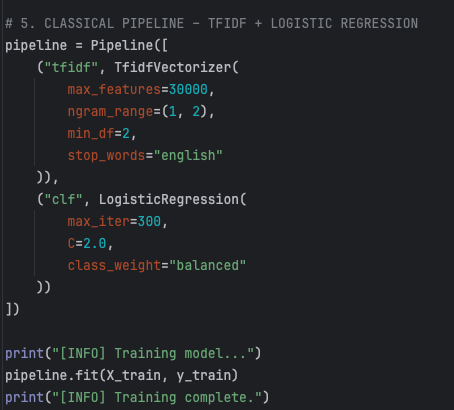 # 5. CLASSICAL PIPELINE - TFIDF + LOGISTIC REGRESSION
pipeline = Pipeline([
    ("tfidf", TfidfVectorizer(
        max_features=30000,
        ngram_range=(1, 2),
        min_df=2,
        stop_words="english"
    )),
    ("clf", LogisticRegression(
        max_iter=300,
        C=2.0,
        class_weight="balanced"
    ))
])

print("[INFO] Training model...")
pipeline.fit(X_train, y_train)
print("[INFO] Training complete.")